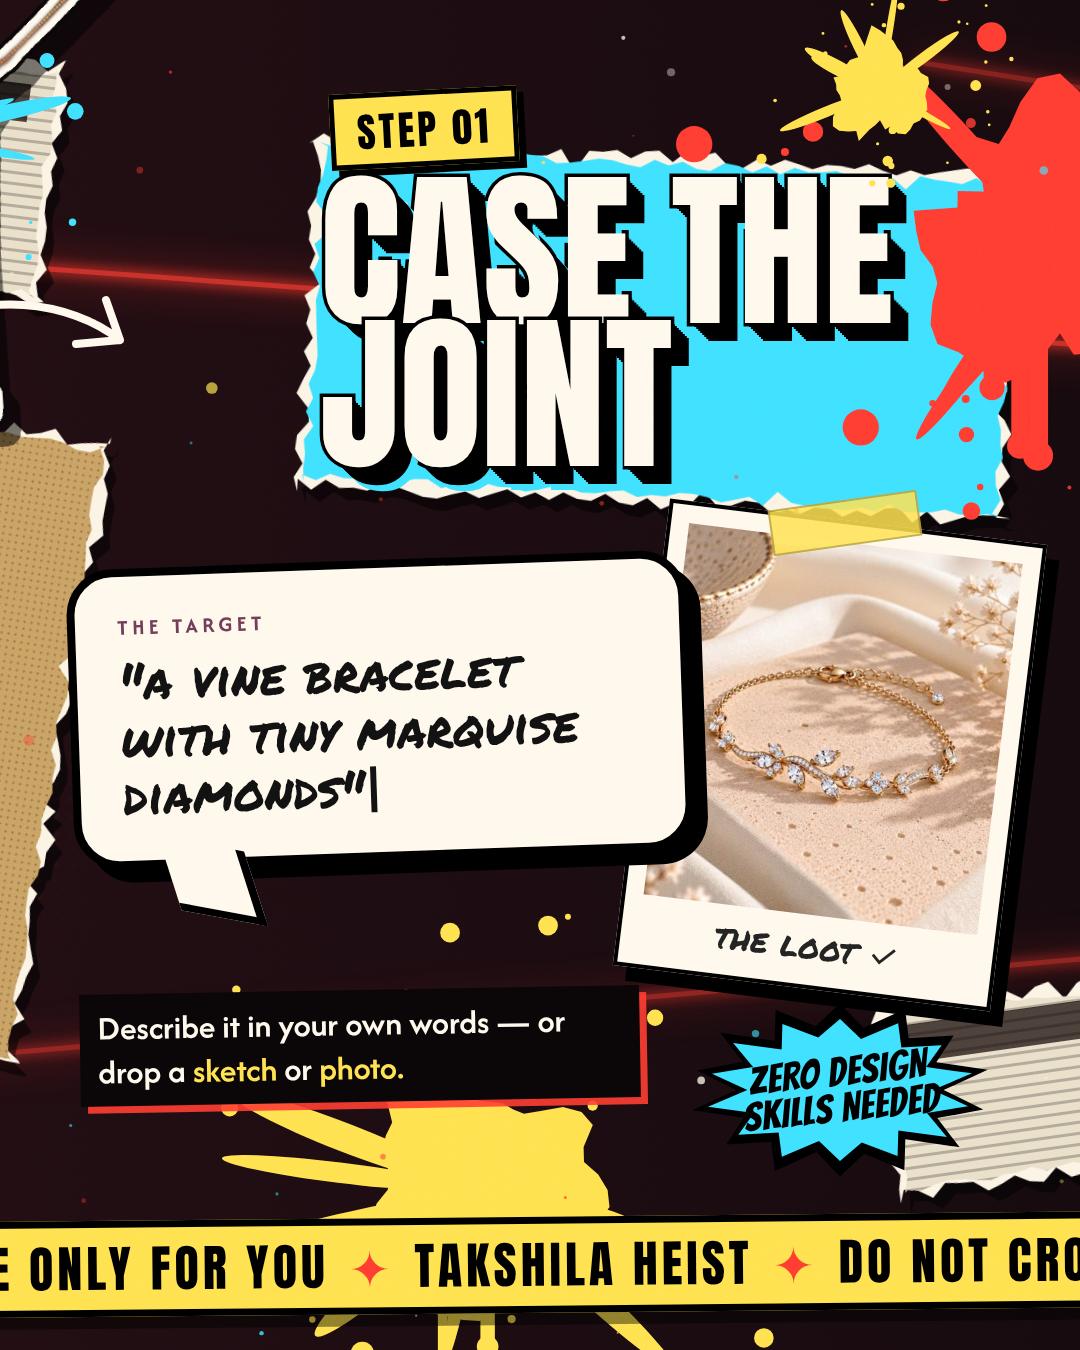 STEP 01
CASE THE
JOINT
THE TARGET
"A VINE BRACELET
WITH TINY MARQUISE
DIAMONDS"
THE LOOT ✓
Describe it in your own words — or
drop a sketch or photo.
ZERO DESIGN
SKILLS NEEDED
E ONLY FOR YOU ✦ TAKSHILA HEIST ✦ DO NOT CRO